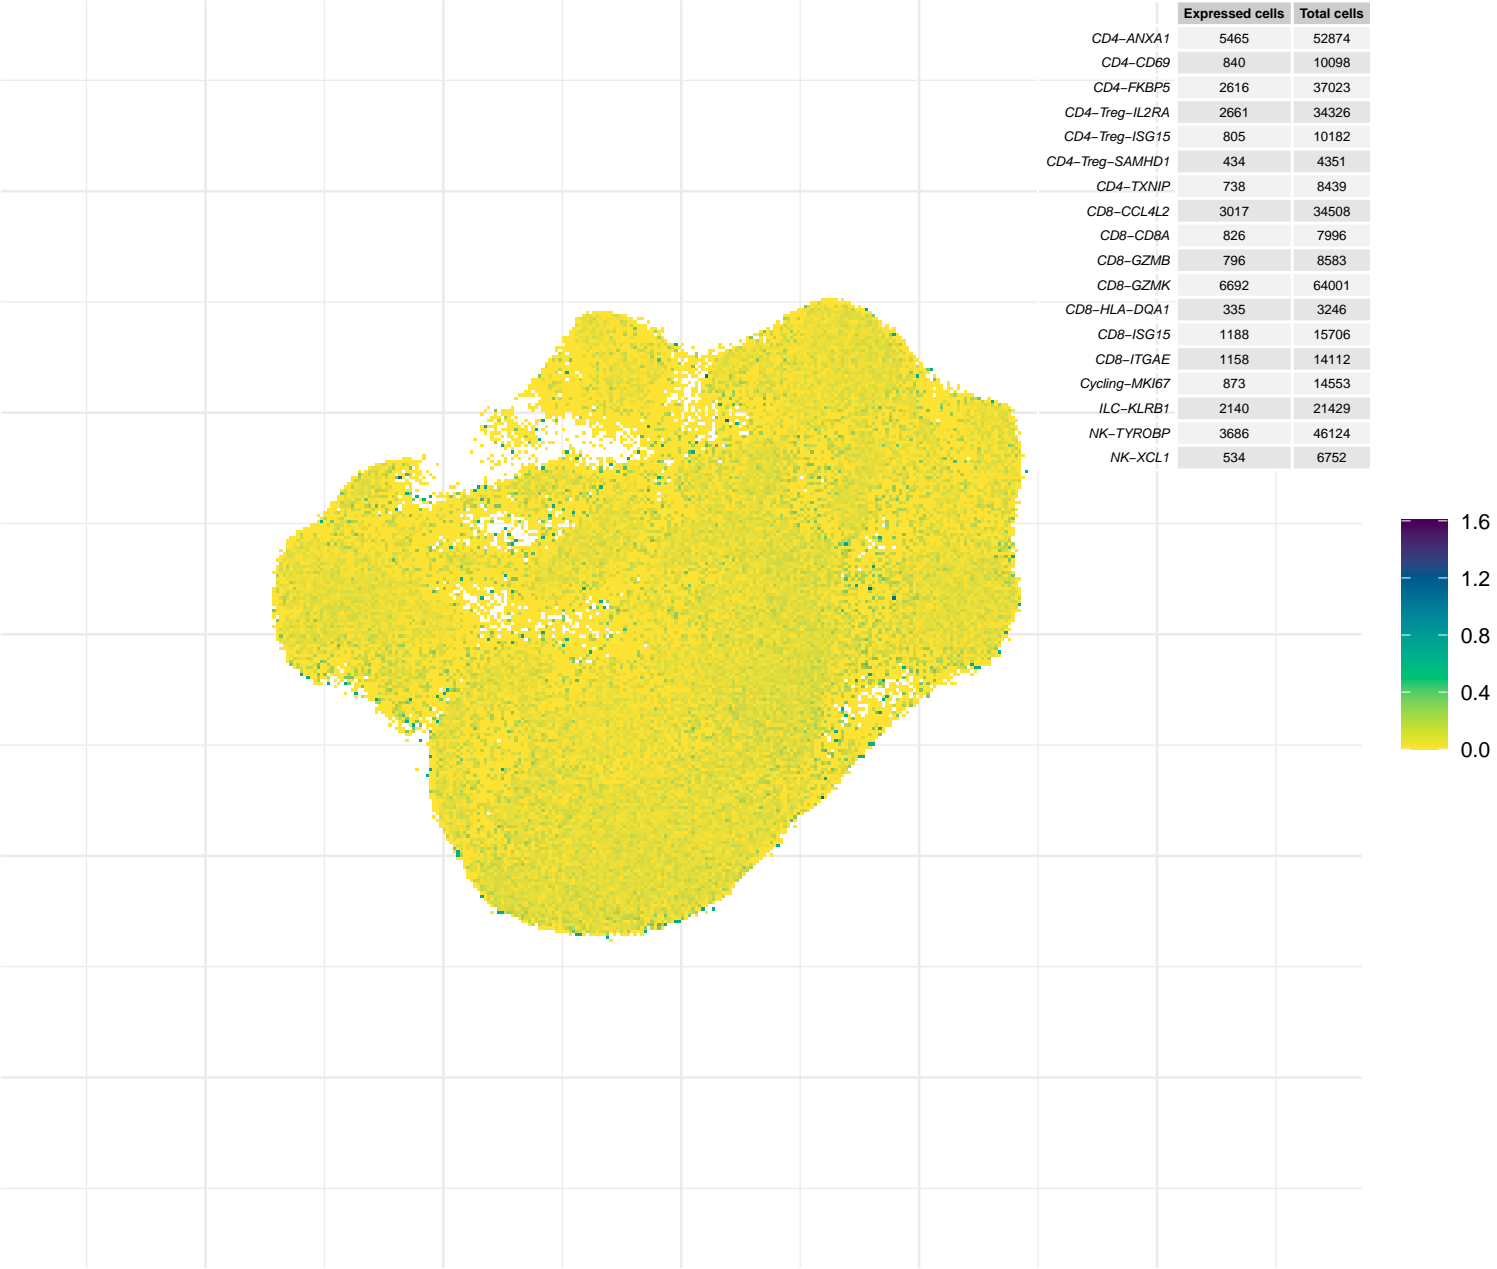 Expressed cells Total cells
CD4−ANXA1 5465 52874
CD4−CD69 840 10098
CD4−FKBP5 2616 37023
CD4−Treg−IL2RA 2661 34326
CD4−Treg−ISG15 805 10182
CD4−Treg−SAMHD1 434 4351
CD4−TXNIP 738 8439
CD8−CCL4L2 3017 34508
CD8−CD8A 826 7996
CD8−GZMB 796 8583
CD8−GZMK 6692 64001
CD8−HLA−DQA1 335 3246
CD8−ISG15 1188 15706
CD8−ITGAE 1158 14112
Cycling−MKI67 873 14553
ILC−KLRB1 2140 21429
NK−TYROBP 3686 46124
NK−XCL1 534 6752
1.6
1.2
0.8
0.4
0.0